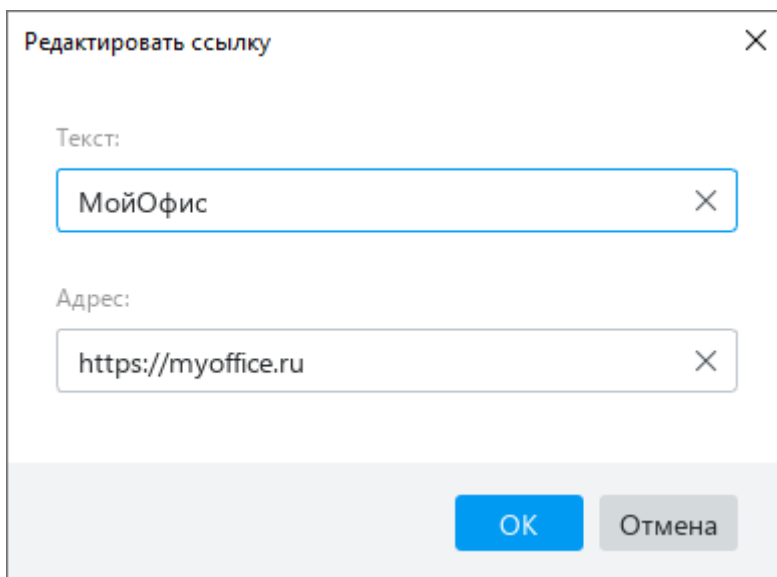 Редактировать ссылку
Текст:
МойОфис
Адрес:
https://myoffice.ru
OK
Отмена